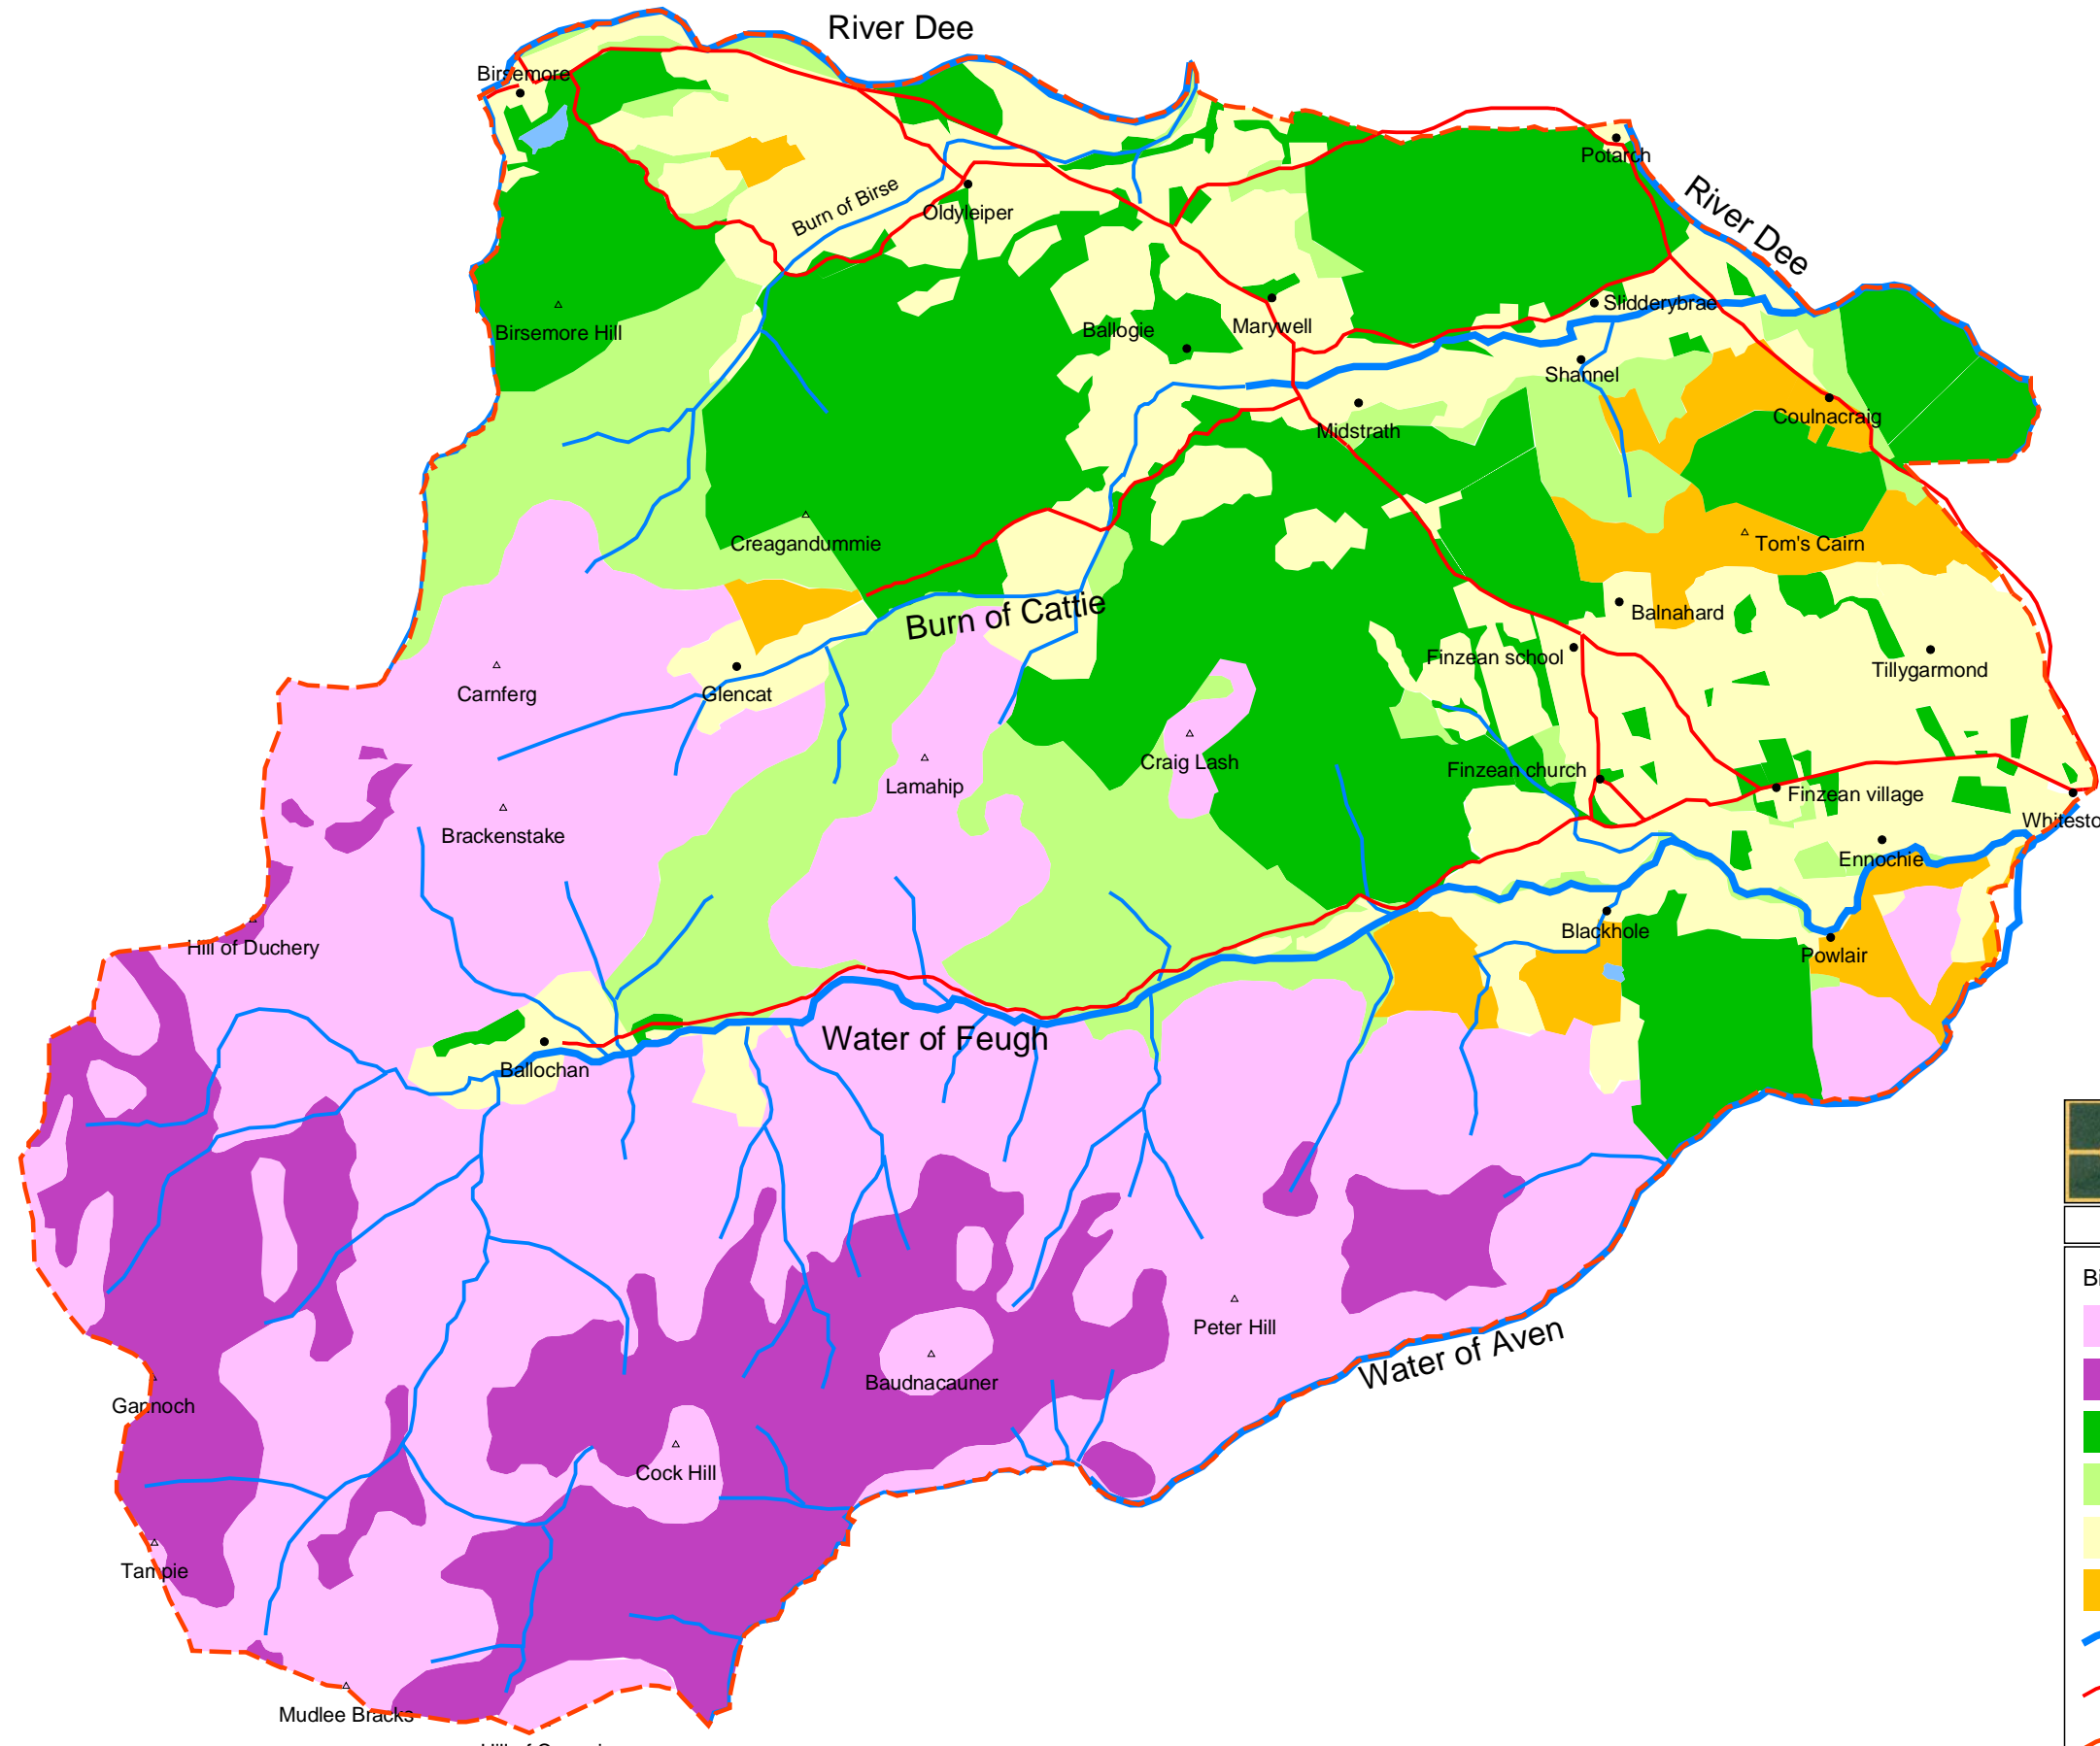 River Dee
Birsemore
Potarch
River Dee
Burn of Birse
Oldyleiper
Slidderybrae
Birsemore Hill
Ballogie
Marywell
Shannel
Coulnacraig
Midstrath
Creagandummie
Tom's Cairn
Burn of Cattie
Balnahard
Finzean school
Tillygarmond
Carnferg
Glencat
Craig Lash
Finzean church
Lamahip
Finzean village
Whitesto
Brackenstake
Ennochie
Blackhole
Hill of Duchery
Powlair
Water of Feugh
Ballochan
Peter Hill
Water of Aven
Baudnacauner
Gannoch
Cock Hill
Tampie
Mudlee Bracks